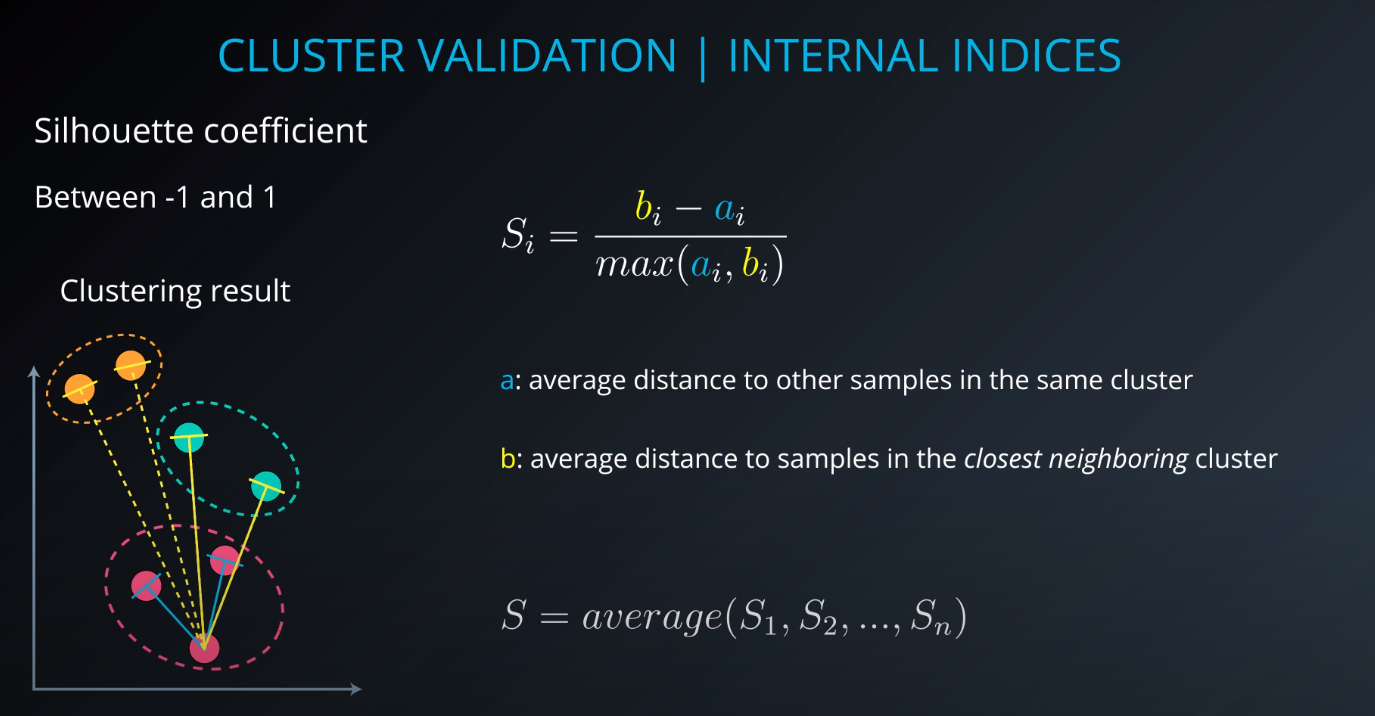 CLUSTER VALIDATION | INTERNAL INDICES
Silhouette coefficient
Between -1 and 1
S_i = \frac{b_i - a_i}{max(a_i, b_i)}
Clustering result
a: average distance to other samples in the same cluster
b: average distance to samples in the closest neighboring cluster
S = average(S_1, S_2, ..., S_n)